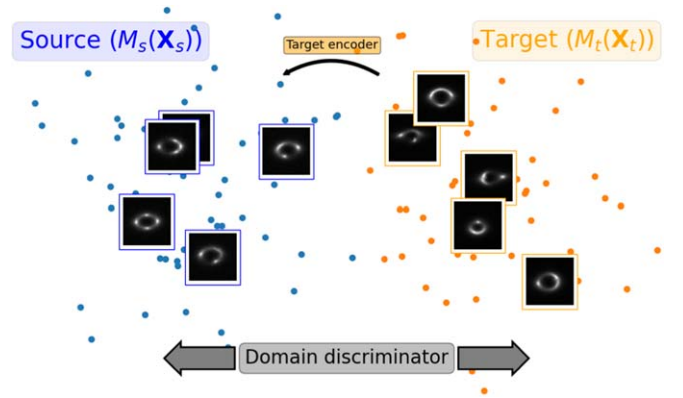 Source (Mₛ(𝐗ₛ))
Target encoder
Target (Mₜ(𝐗ₜ))
Domain discriminator